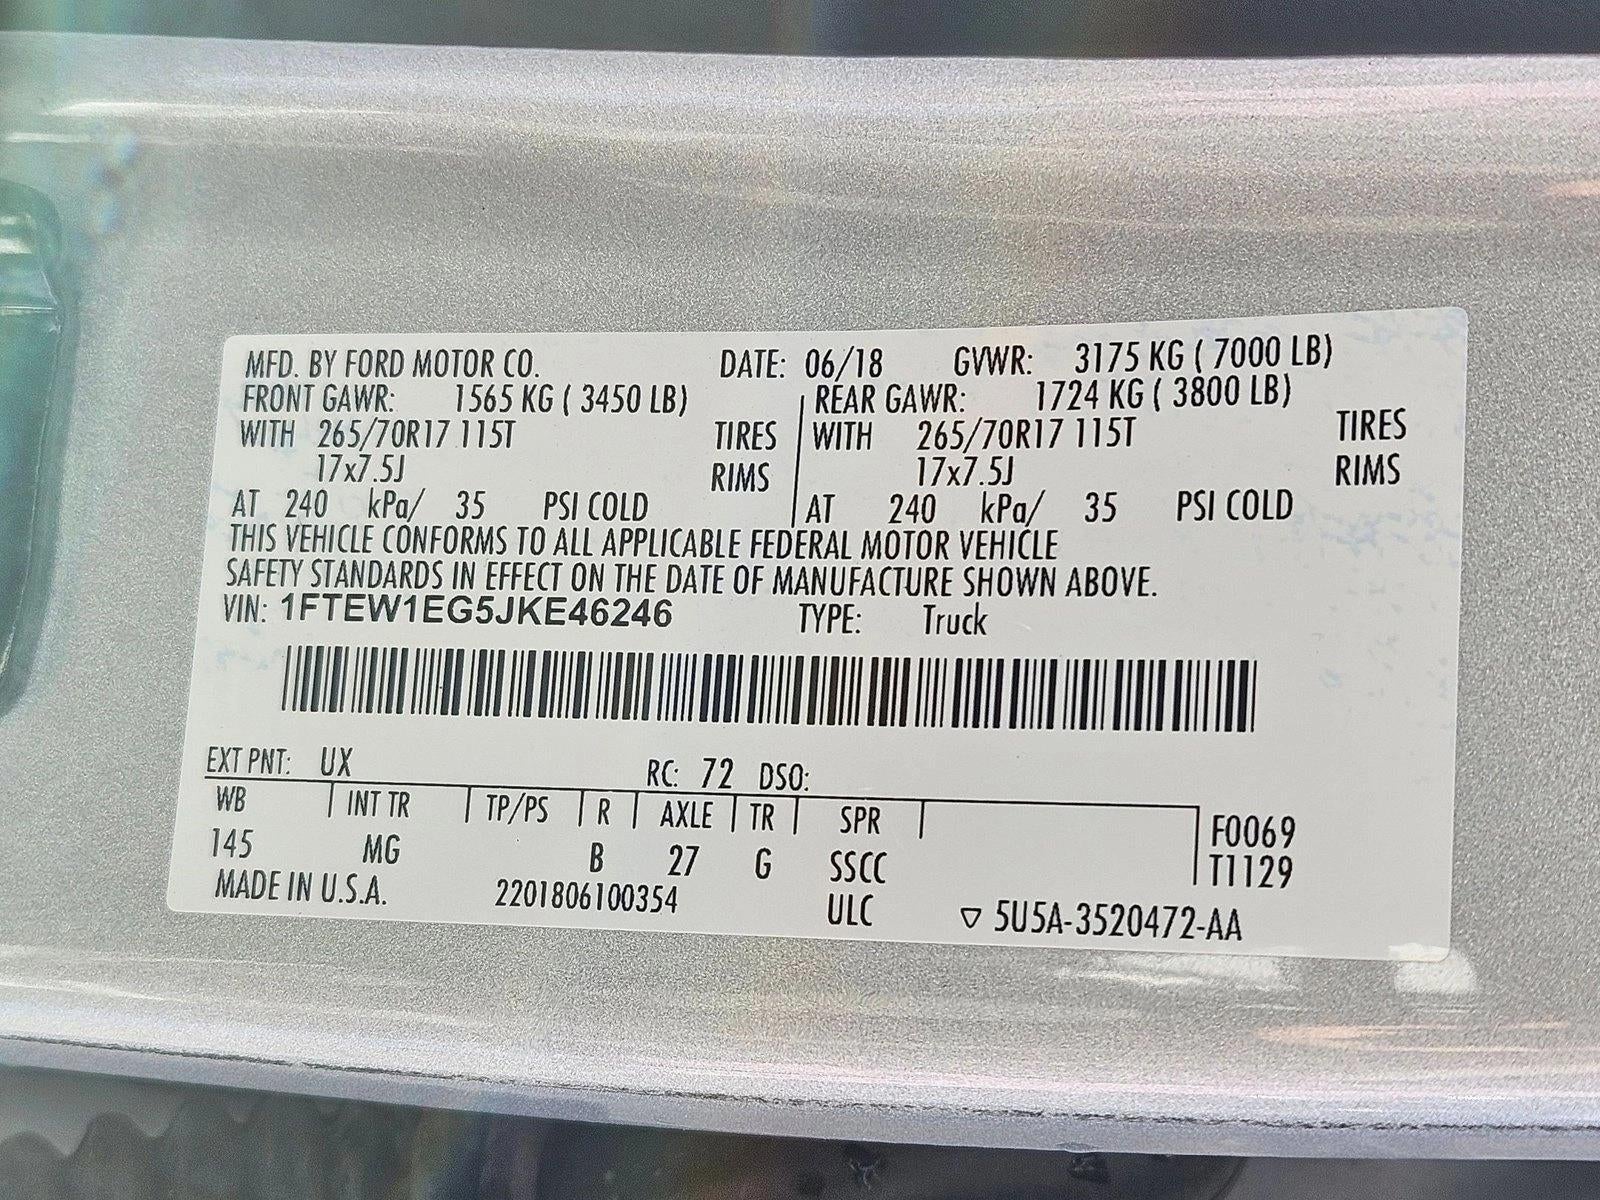 MFD. BY FORD MOTOR CO. DATE: 06/18 GVWR: 3175 KG ( 7000 LB)
FRONT GAWR: 1565 KG ( 3450 LB) REAR GAWR: 1724 KG ( 3800 LB)
WITH 265/70R17 115T TIRES WITH 265/70R17 115T TIRES
17x7.5J RIMS 17x7.5J RIMS
AT 240 kPa/ 35 PSI COLD AT 240 kPa/ 35 PSI COLD
THIS VEHICLE CONFORMS TO ALL APPLICABLE FEDERAL MOTOR VEHICLE
SAFETY STANDARDS IN EFFECT ON THE DATE OF MANUFACTURE SHOWN ABOVE.
VIN: 1FTEW1EG5JKE46246 TYPE: Truck
EXT PNT: UX RC: 72 DSO:
WB INT TR TP/PS R AXLE TR SPR F0069
145 MG B 27 G SSCC T1129
MADE IN U.S.A. 2201806100354 ULC ▽ 5U5A-3520472-AA